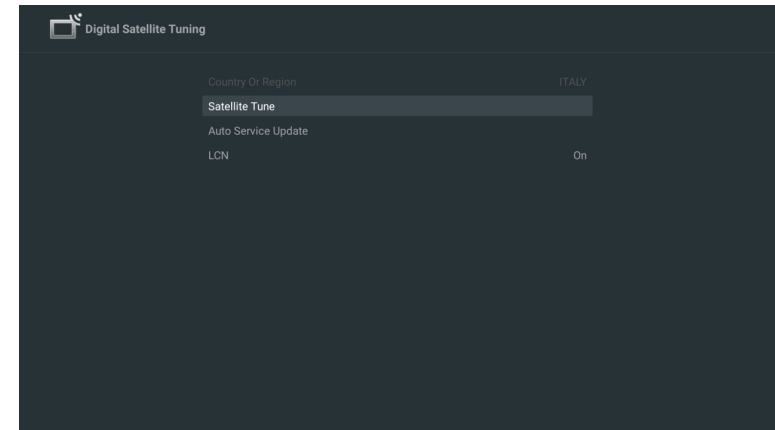 Digital Satellite Tuning
Country Or Region ITALY
Satellite Tune
Auto Service Update
LCN On